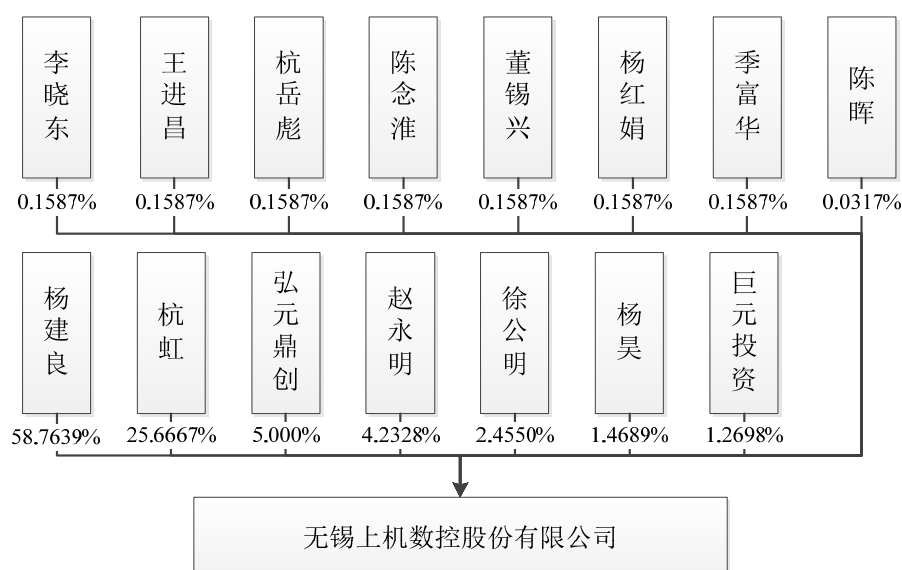 李晓东
王进昌
杭岳彪
陈念淮
董锡兴
杨红娟
季富华
陈晖
0.1587%
0.1587%
0.1587%
0.1587%
0.1587%
0.1587%
0.1587%
0.0317%
杨建良
杭虹
弘元鼎创
赵永明
徐公明
杨昊
巨元投资
58.7639%
25.6667%
5.000%
4.2328%
2.4550%
1.4689%
1.2698%
无锡上机数控股份有限公司